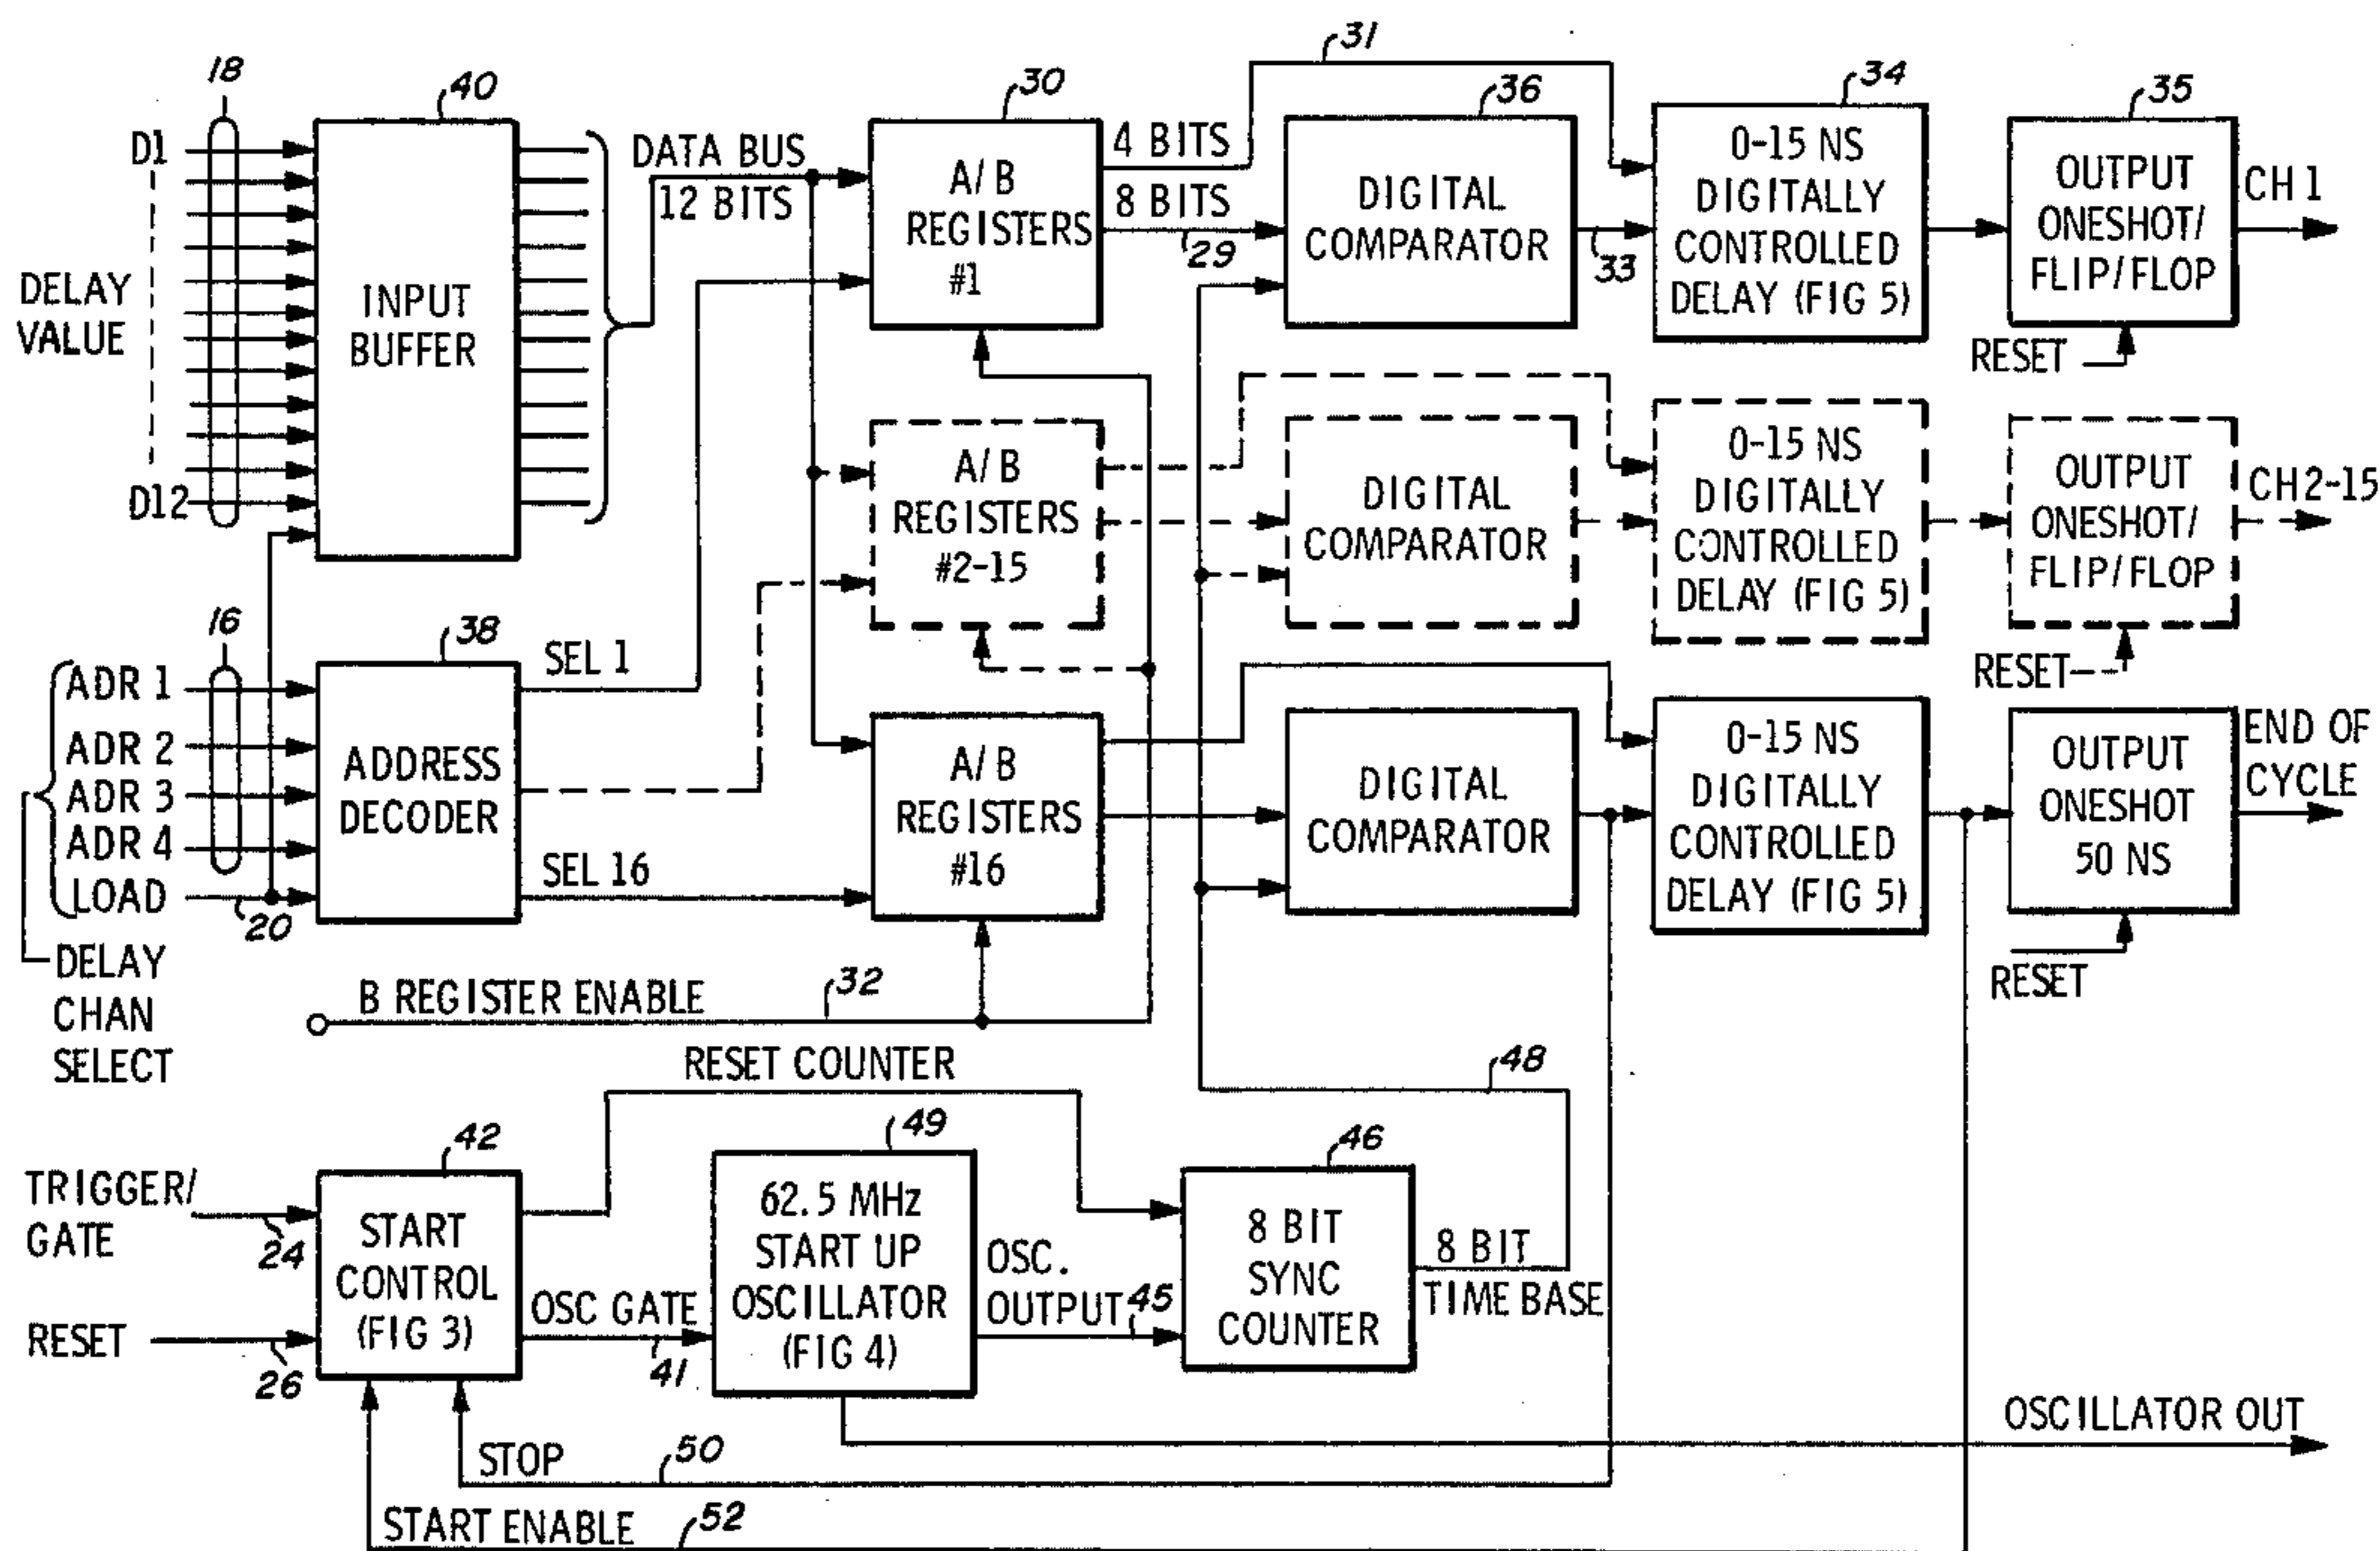 18
D1
DELAY
VALUE
D12
40
INPUT
BUFFER
DATA BUS
12 BITS
30
A/B
REGISTERS
#1
4 BITS
8 BITS
29
31
36
DIGITAL
COMPARATOR
33
34
0-15 NS
DIGITALLY
CONTROLLED
DELAY (FIG 5)
35
OUTPUT
ONESHOT/
FLIP/FLOP
CH 1
RESET
A/B
REGISTERS
#2-15
DIGITAL
COMPARATOR
0-15 NS
DIGITALLY
CONTROLLED
DELAY (FIG 5)
OUTPUT
ONESHOT/
FLIP/FLOP
CH2-15
RESET
16
ADR 1
ADR 2
ADR 3
ADR 4
LOAD
20
DELAY
CHAN
SELECT
38
ADDRESS
DECODER
SEL 1
SEL 16
A/B
REGISTERS
#16
DIGITAL
COMPARATOR
0-15 NS
DIGITALLY
CONTROLLED
DELAY (FIG 5)
OUTPUT
ONESHOT
50 NS
END OF
CYCLE
RESET
B REGISTER ENABLE
32
RESET COUNTER
48
TRIGGER/
GATE
24
RESET
26
42
START
CONTROL
(FIG 3)
OSC GATE
41
49
62.5 MHz
START UP
OSCILLATOR
(FIG 4)
OSC.
OUTPUT
45
46
8 BIT
SYNC
COUNTER
8 BIT
TIME BASE
OSCILLATOR OUT
STOP
50
START ENABLE
52